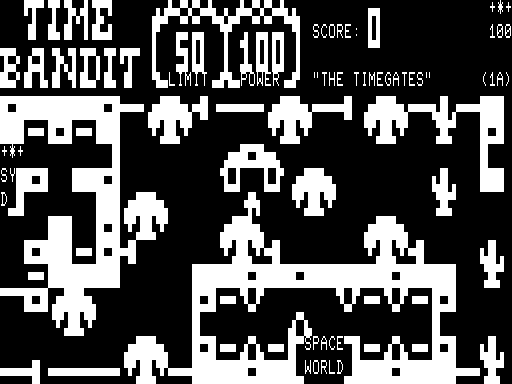 TIME
BANDIT
50
LIMIT
100
POWER
SCORE: 0
"THE TIMEGATES"
+*+
100
(1A)
+*+
SY
D
SPACE
WORLD